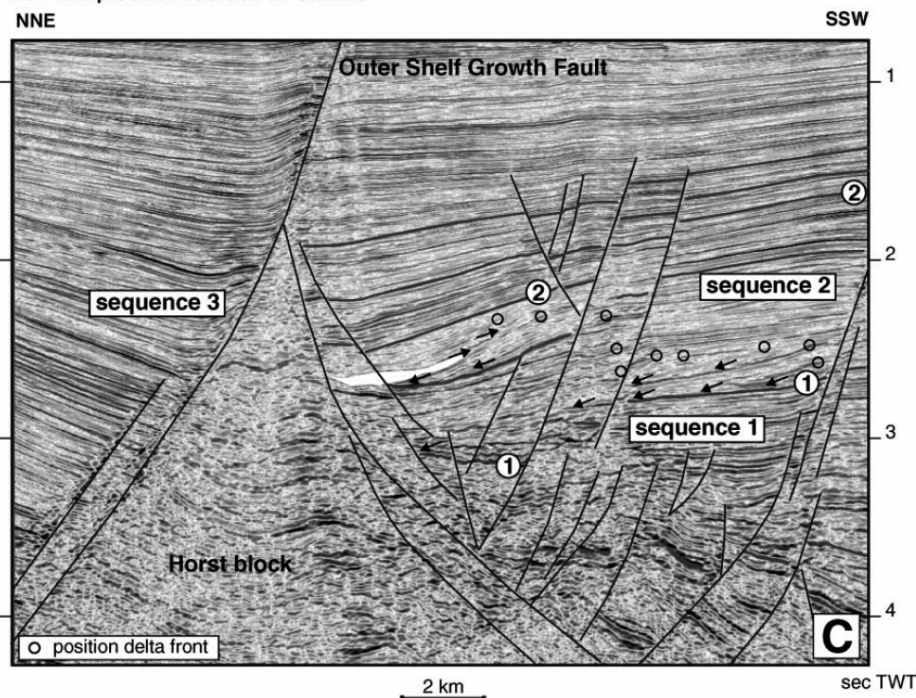 NNE SSW
Outer Shelf Growth Fault
1
2
2
sequence 3
sequence 2
2
1
sequence 1
3
1
Horst block
4
C
position delta front
2 km
sec TWT